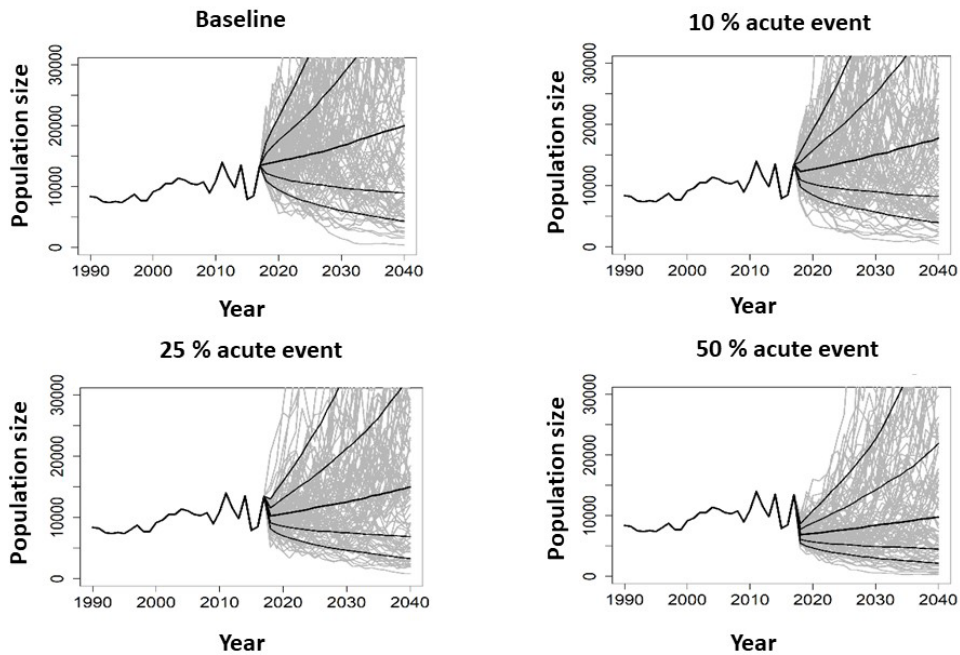 Baseline
Population size
30000
20000
10000
0
1990 2000 2010 2020 2030 2040
Year
10 % acute event
Population size
30000
20000
10000
0
1990 2000 2010 2020 2030 2040
Year
25 % acute event
Population size
30000
20000
10000
0
1990 2000 2010 2020 2030 2040
Year
50 % acute event
Population size
30000
20000
10000
0
1990 2000 2010 2020 2030 2040
Year